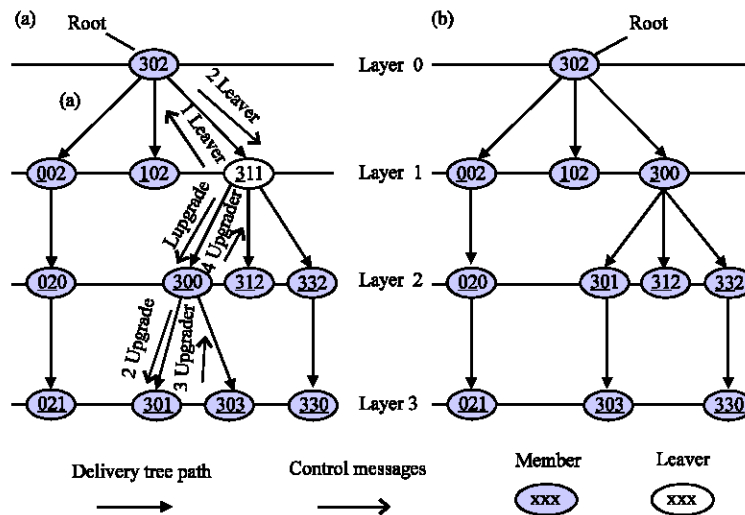 (a)
Root
(b)
Root
302
Layer 0
302
(a)
2 Leaver
1 Leaver
002
102
311
Layer 1
002
102
300
Lupgrade
4 Upgrader
020
300
312
332
Layer 2
020
301
312
332
2 Upgrade
3 Upgrader
021
301
303
330
Layer 3
021
303
330
Delivery tree path
Control messages
Member
Leaver
xxx
xxx